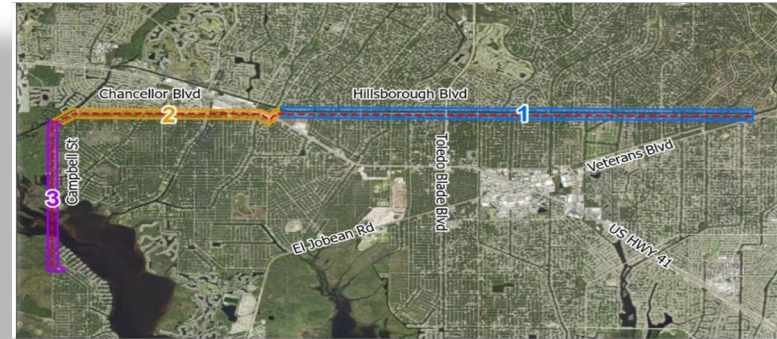 Chancellor Blvd
Hillsborough Blvd
2
1
Campbell St
Toledo Blade Blvd
Veterans Blvd
3
El Jobean Rd
US HWY 41